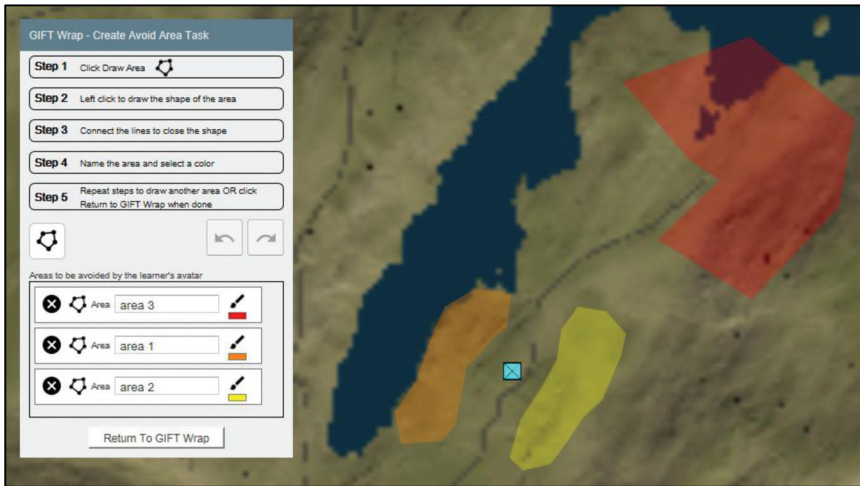 GIFT Wrap - Create Avoid Area Task
Step 1 Click Draw Area
Step 2 Left click to draw the shape of the area
Step 3 Connect the lines to close the shape
Step 4 Name the area and select a color
Step 5 Repeat steps to draw another area OR click
Return to GIFT Wrap when done
Areas to be avoided by the learner's avatar
Area area 3
Area area 1
Area area 2
Return To GIFT Wrap